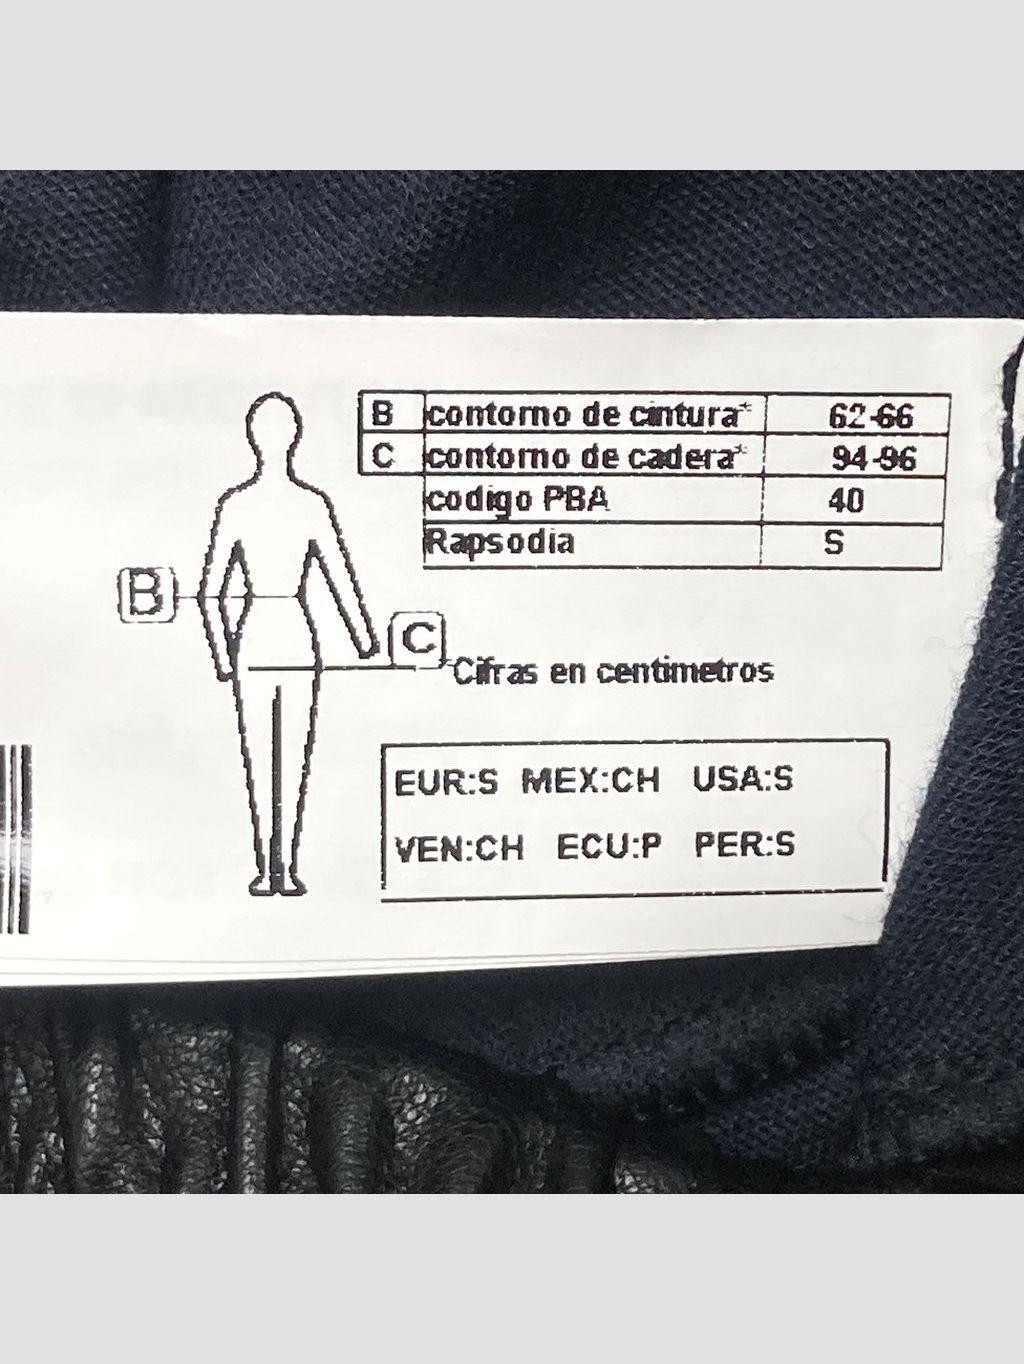 B contorno de cintura* 62-66
C contorno de cadera* 94-96
codigo PBA 40
Rapsodia S
B
C
*Cifras en centimetros
EUR:S MEX:CH USA:S
VEN:CH ECU:P PER:S